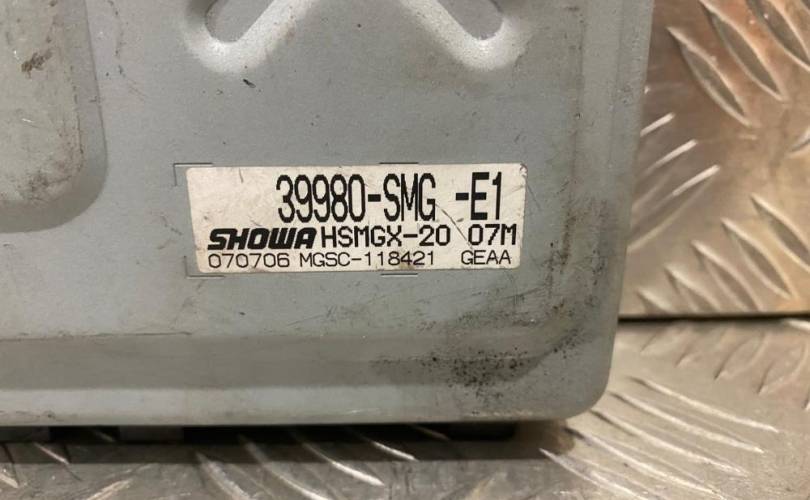 39980-SMG -E1
SHOWA HSMGX-20 07M
070706 MGSC-118421 GEAA